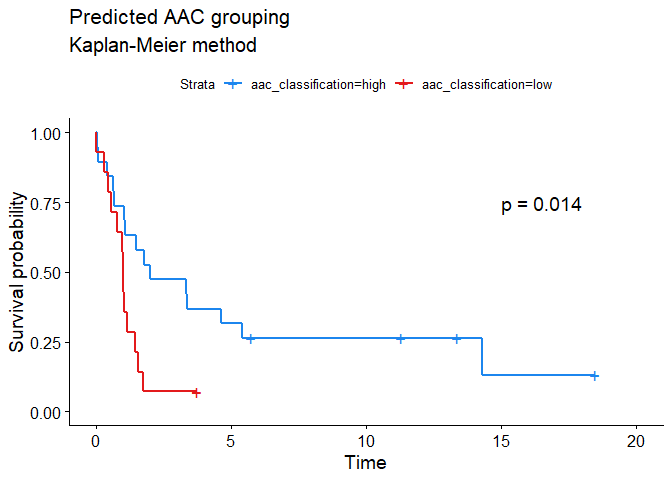 Predicted AAC grouping
Kaplan-Meier method
Strata aac_classification=high aac_classification=low
1.00
0.75
0.50
0.25
0.00
Survival probability
p = 0.014
0 5 10 15 20
Time